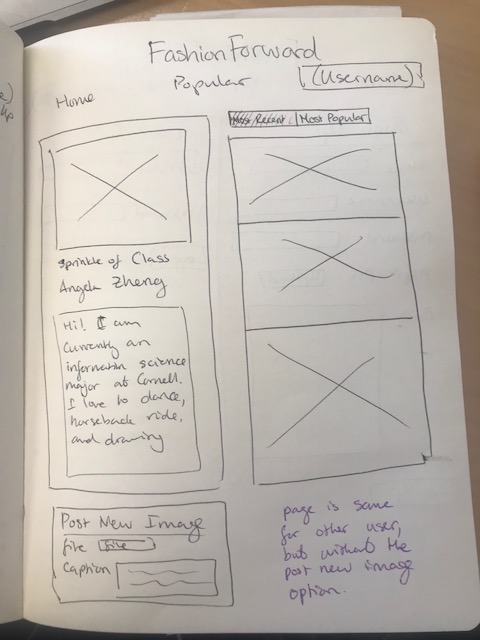 FashionForward
Home
Popular
(Username)
Most Recent
Most Popular
Sprinkle of Class
Angela Zheng
Hi! I am
currently an
information science
major at Cornell.
I love to dance,
horseback ride,
and drawing
Post New Image
file
file
Caption
page is same
for other user,
but without the
post new image
option.